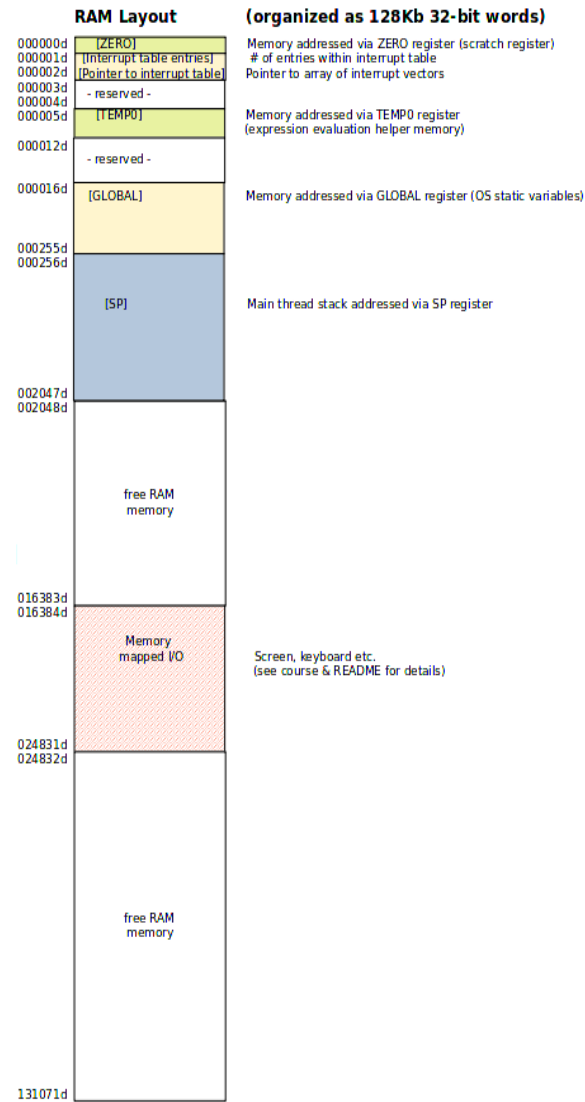 RAM Layout (organized as 128Kb 32-bit words)
000000d [ZERO] Memory addressed via ZERO register (scratch register)
000001d [Interrupt table entries] # of entries within interrupt table
000002d [Pointer to interrupt table] Pointer to array of interrupt vectors
000003d
- reserved -
000004d
000005d [TEMP0] Memory addressed via TEMP0 register
(expression evaluation helper memory)
000012d
- reserved -
000016d [GLOBAL] Memory addressed via GLOBAL register (OS static variables)
000255d
000256d
[SP] Main thread stack addressed via SP register
002047d
002048d
free RAM
memory
016383d
016384d
Memory
mapped I/O Screen, keyboard etc.
(see course & README for details)
024831d
024832d
free RAM
memory
131071d